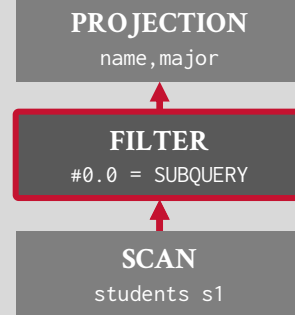 PROJECTION
name,major
FILTER
#0.0 = SUBQUERY
SCAN
students s1